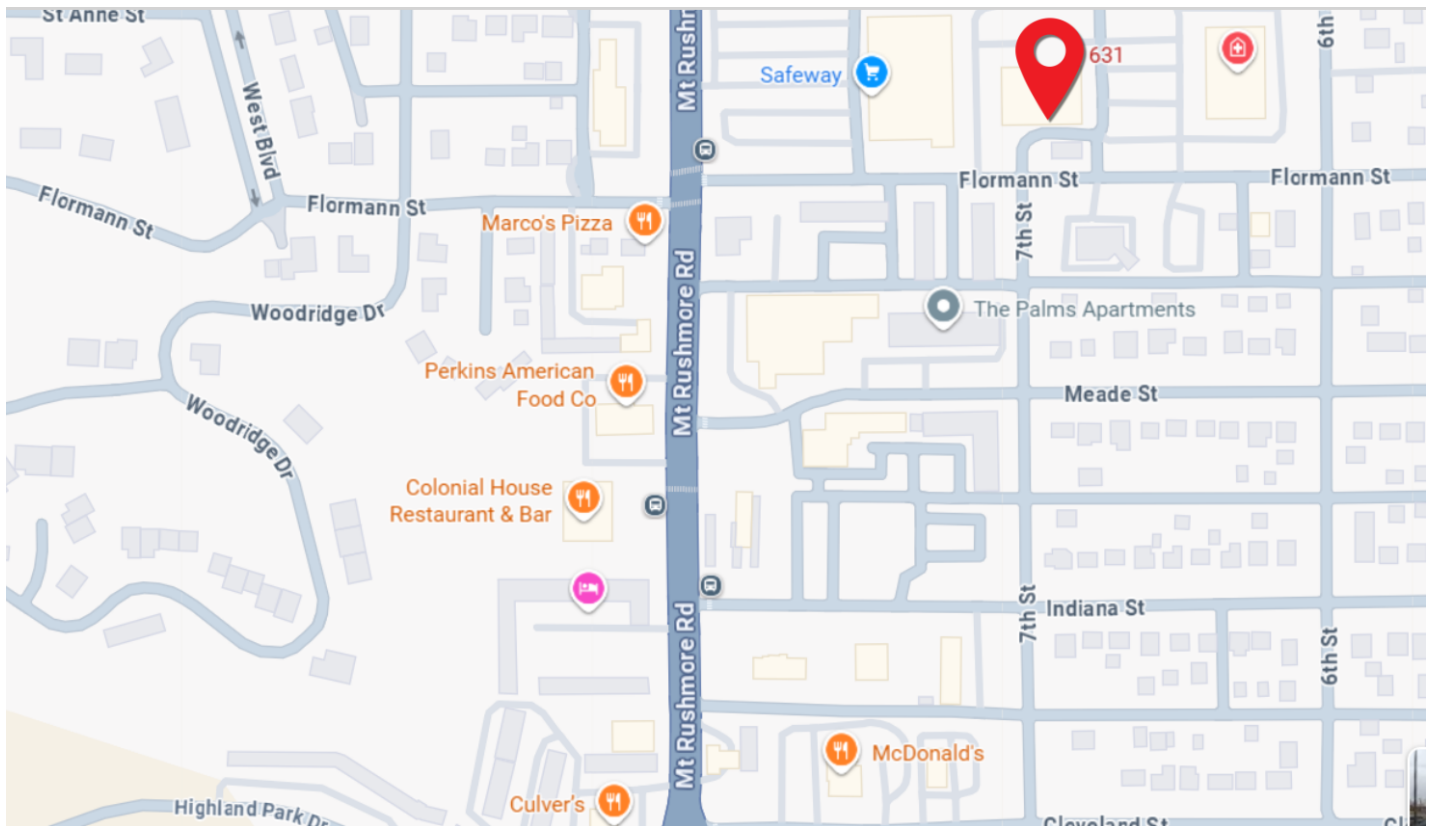 St Anne St
West Blvd
Mt Rushm
Safeway
631
6th
Flormann St
Flormann St
Flormann St
Flormann St
Marco's Pizza
7th St
Mt Rushmore Rd
Woodridge Dr
The Palms Apartments
Perkins American
Food Co
Meade St
Woodridge Dr
Colonial House
Restaurant & Bar
7th St
Indiana St
6th St
Mt Rushmore Rd
McDonald's
Culver's
Highland Park Dr
Cleveland St